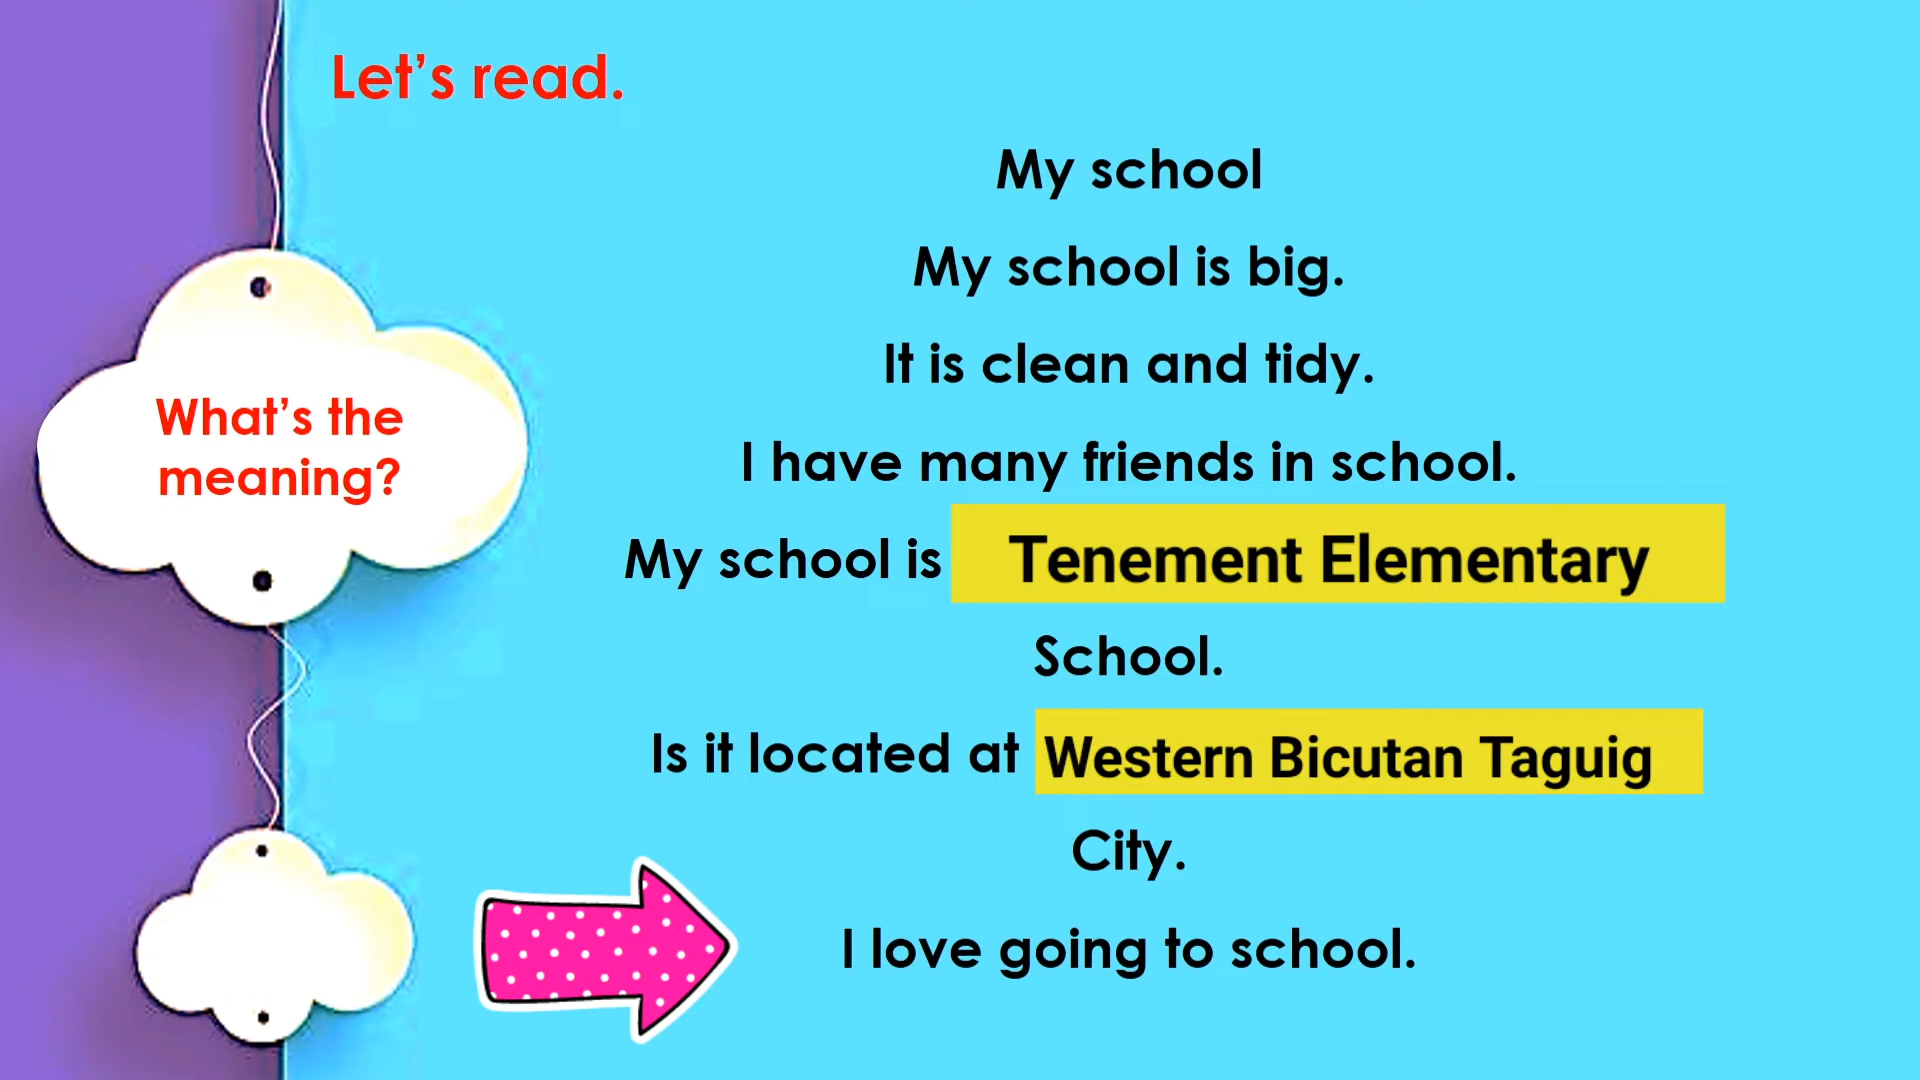 Let's read.
My school
My school is big.
It is clean and tidy.
What's the
meaning?
I have many friends in school.
My school is Tenement Elementary
School.
Is it located at Western Bicutan Taguig
City.
I love going to school.